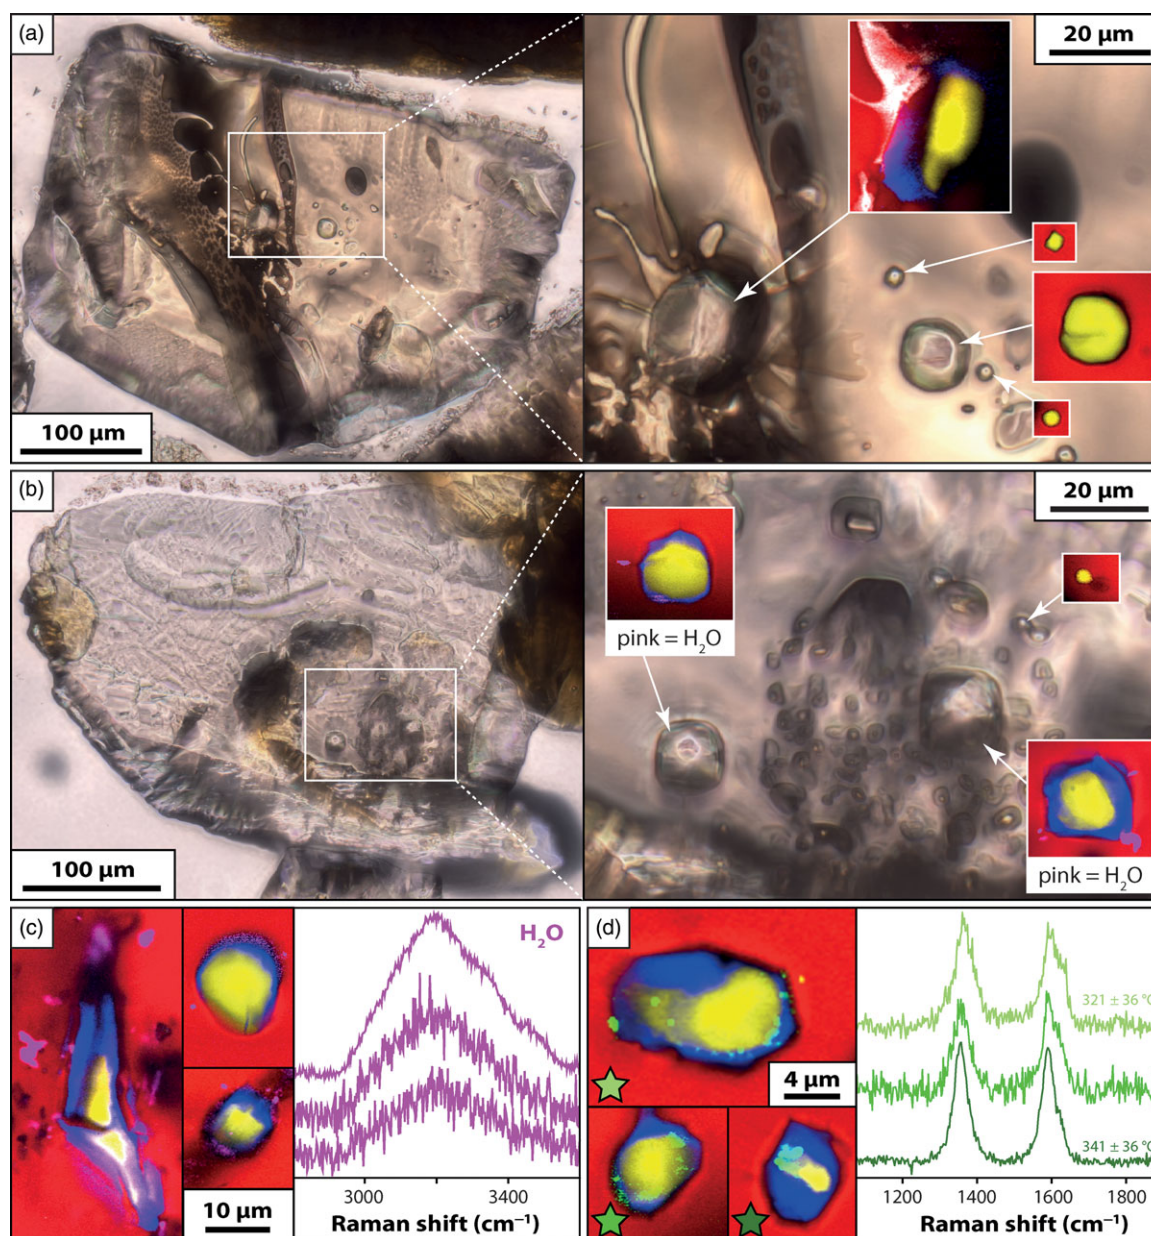 (a)
20 µm
100 µm
(b)
20 µm
pink = H₂O
pink = H₂O
100 µm
(c)
H₂O
10 µm
3000 3400
Raman shift (cm⁻¹)
(d)
4 µm
321 ± 36 °C
341 ± 36 °C
1200 1400 1600 1800
Raman shift (cm⁻¹)